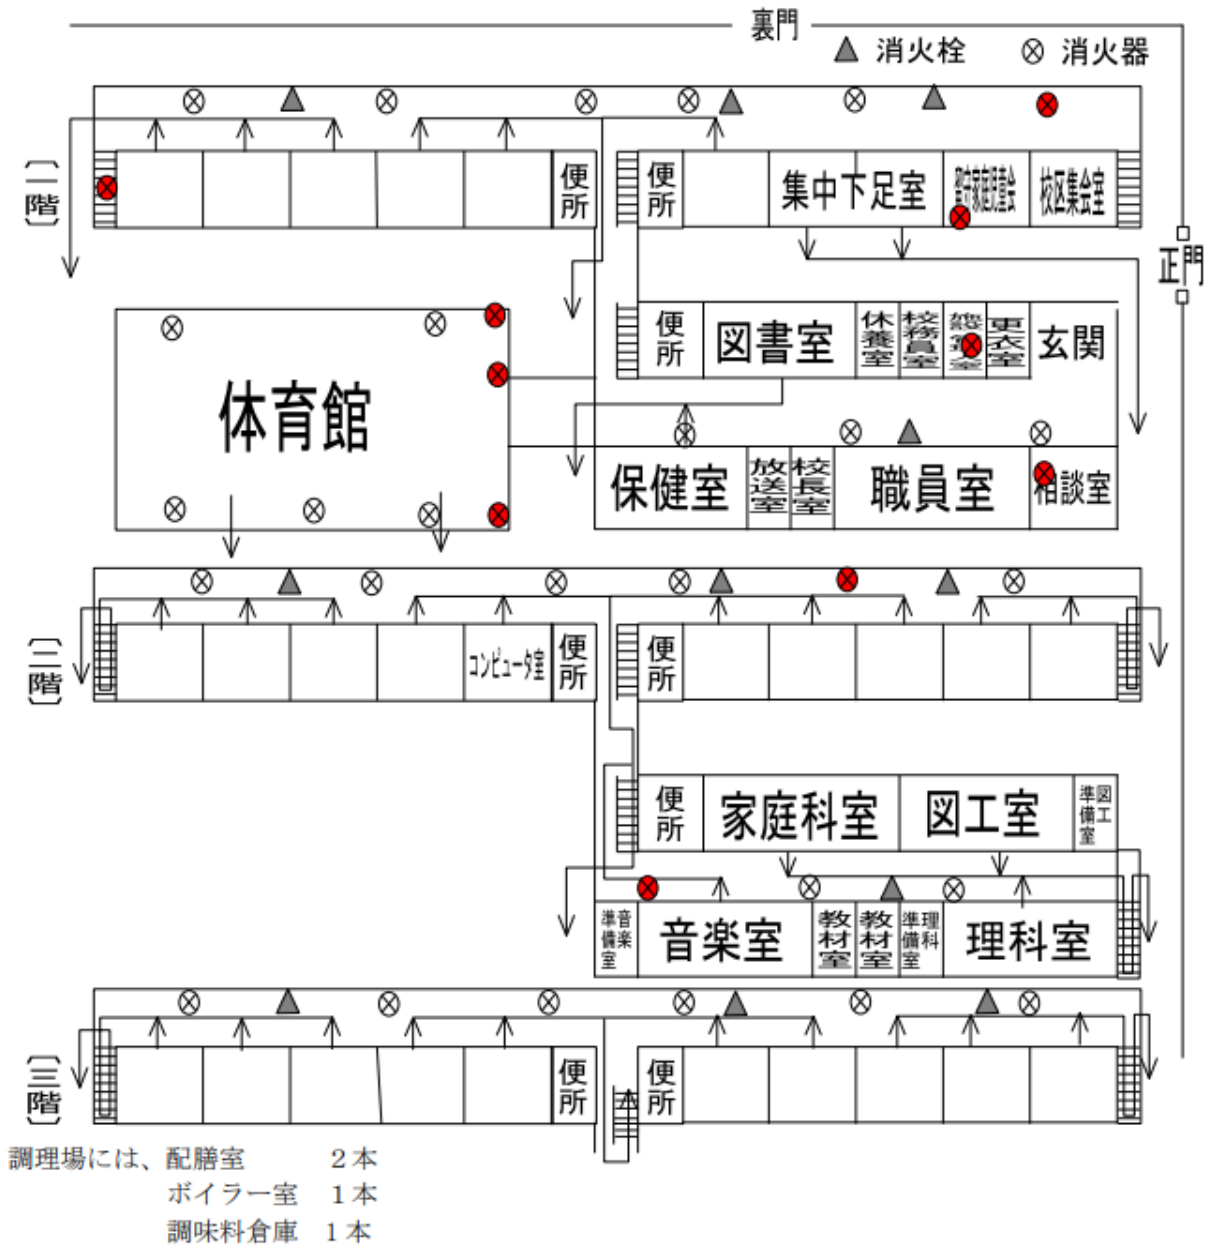 裏門
消火栓 消火器
〔一階〕
便所
便所
集中下足室
留守家庭児童会
校区集会室
正門
体育館
便所
図書室
休養室
校務員室
更衣室
玄関
保健室
放送室
校長室
職員室
相談室
〔二階〕
コンピュータ室
便所
便所
便所
家庭科室
図工室
図工準備室
音楽準備室
音楽室
教材室
教材室
理科準備室
理科室
〔三階〕
便所
便所
調理場には、配膳室 2本
ボイラー室 1本
調味料倉庫 1本